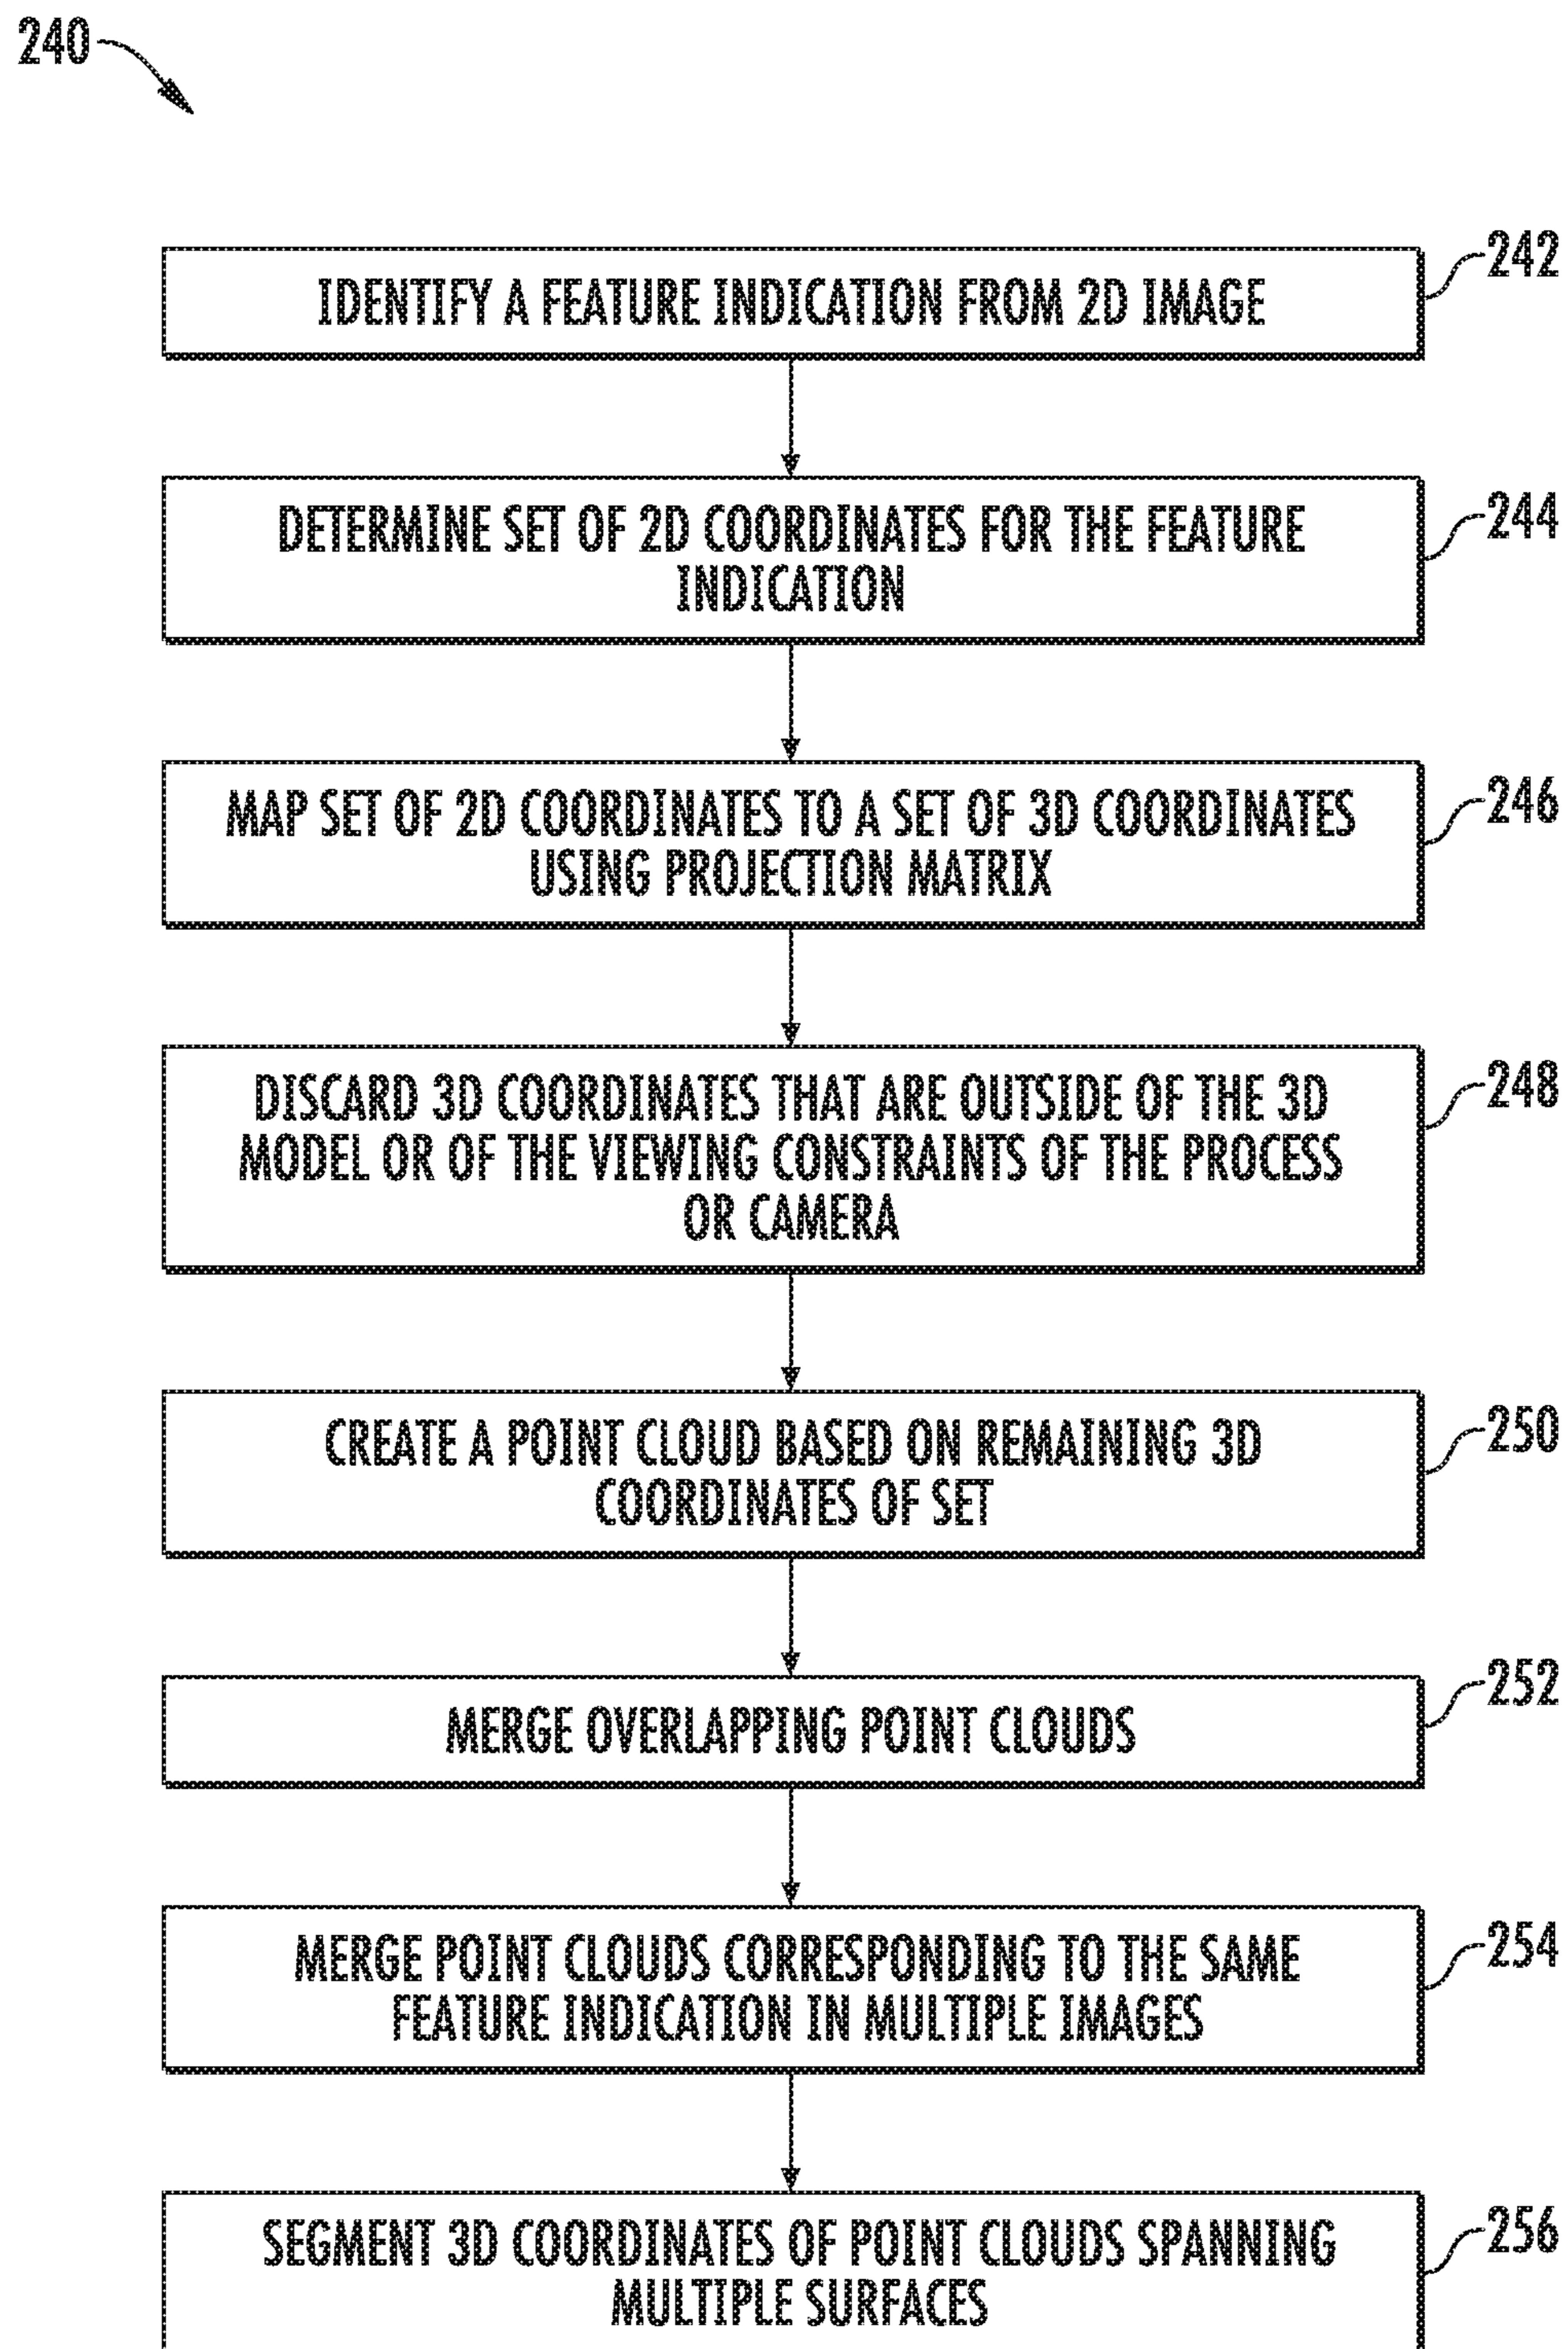 240
IDENTIFY A FEATURE INDICATION FROM 2D IMAGE
242
DETERMINE SET OF 2D COORDINATES FOR THE FEATURE
INDICATION
244
MAP SET OF 2D COORDINATES TO A SET OF 3D COORDINATES
USING PROJECTION MATRIX
246
DISCARD 3D COORDINATES THAT ARE OUTSIDE OF THE 3D
MODEL OR OF THE VIEWING CONSTRAINTS OF THE PROCESS
OR CAMERA
248
CREATE A POINT CLOUD BASED ON REMAINING 3D
COORDINATES OF SET
250
MERGE OVERLAPPING POINT CLOUDS
252
MERGE POINT CLOUDS CORRESPONDING TO THE SAME
FEATURE INDICATION IN MULTIPLE IMAGES
254
SEGMENT 3D COORDINATES OF POINT CLOUDS SPANNING
MULTIPLE SURFACES
256